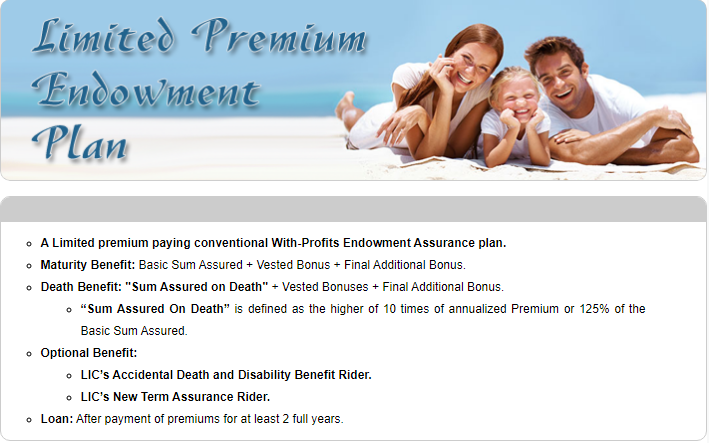 Limited Premium
Endowment
Plan
A Limited premium paying conventional With-Profits Endowment Assurance plan.
Maturity Benefit: Basic Sum Assured + Vested Bonus + Final Additional Bonus.
Death Benefit: "Sum Assured on Death" + Vested Bonuses + Final Additional Bonus.
“Sum Assured On Death” is defined as the higher of 10 times of annualized Premium or 125% of the
Basic Sum Assured.
Optional Benefit:
LIC’s Accidental Death and Disability Benefit Rider.
LIC’s New Term Assurance Rider.
Loan: After payment of premiums for at least 2 full years.